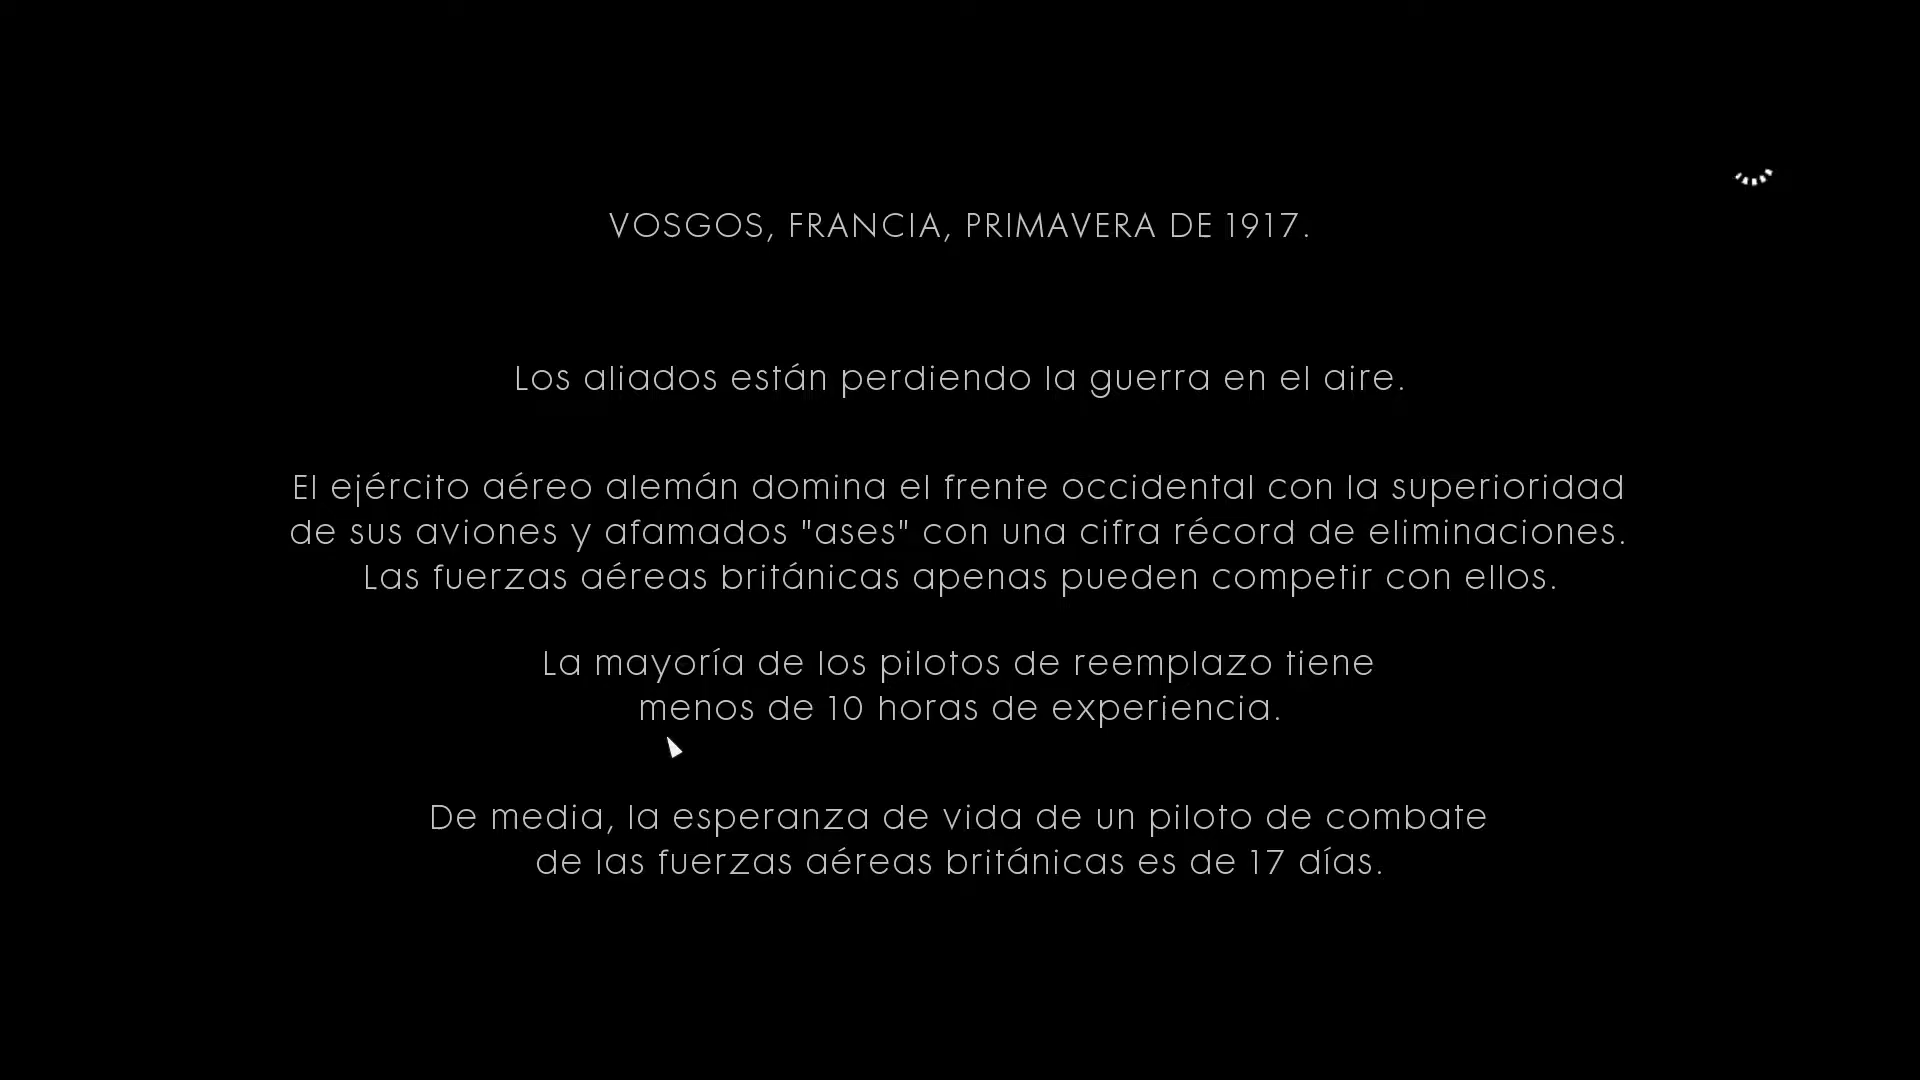 VOSGOS, FRANCIA, PRIMAVERA DE 1917.
Los aliados están perdiendo la guerra en el aire.
El ejército aéreo alemán domina el frente occidental con la superioridad
de sus aviones y afamados "ases" con una cifra récord de eliminaciones.
Las fuerzas aéreas británicas apenas pueden competir con ellos.
La mayoría de los pilotos de reemplazo tiene
menos de 10 horas de experiencia.
De media, la esperanza de vida de un piloto de combate
de las fuerzas aéreas británicas es de 17 días.